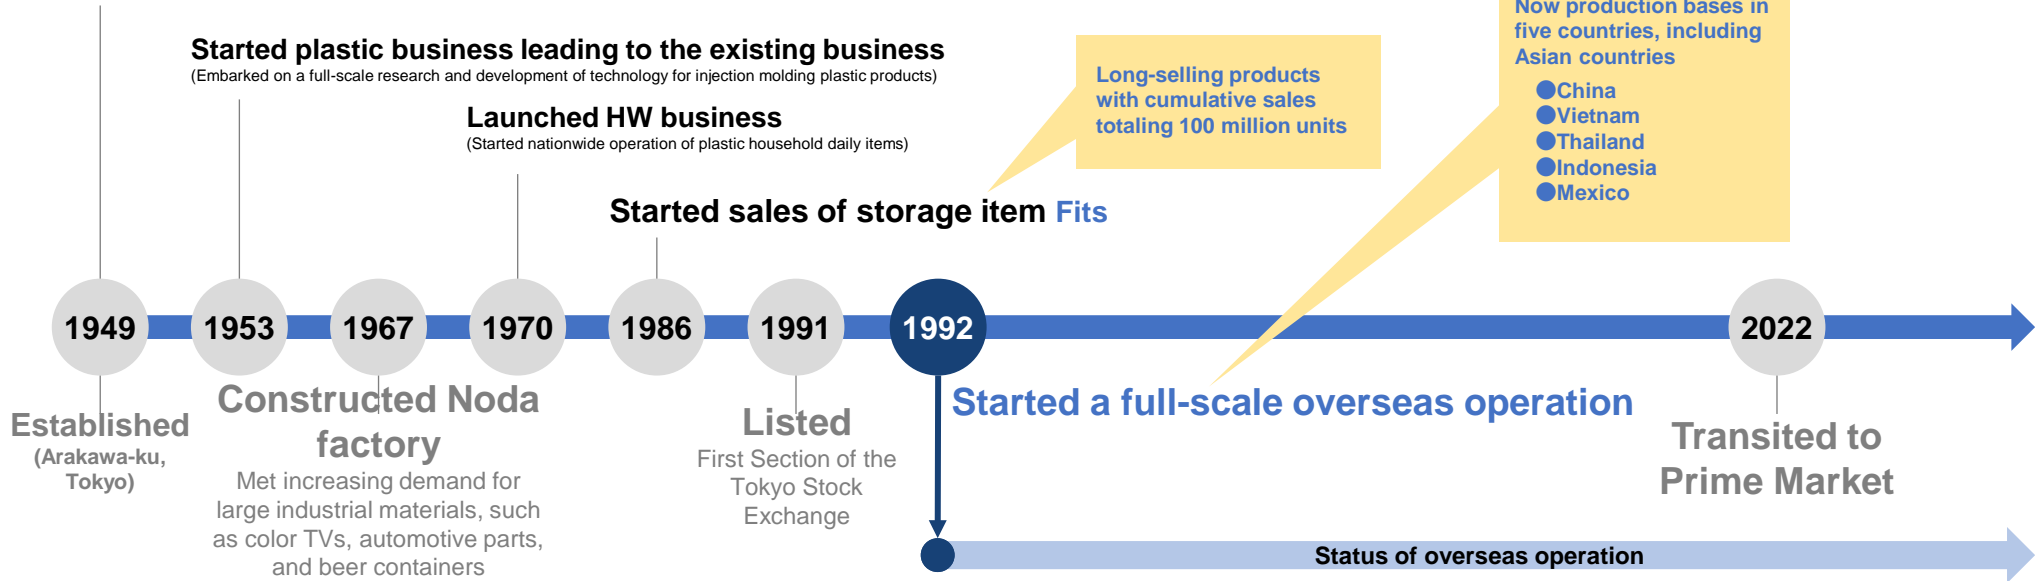 Now production bases in
five countries, including
Asian countries
●China
●Vietnam
●Thailand
●Indonesia
●Mexico
Started plastic business leading to the existing business
(Embarked on a full-scale research and development of technology for injection molding plastic products)
Long-selling products
with cumulative sales
totaling 100 million units
Launched HW business
(Started nationwide operation of plastic household daily items)
Started sales of storage item Fits
1949
1953
1967
1970
1986
1991
1992
2022
Established
(Arakawa-ku,
Tokyo)
Constructed Noda
factory
Met increasing demand for
large industrial materials, such
as color TVs, automotive parts,
and beer containers
Listed
First Section of the
Tokyo Stock
Exchange
Started a full-scale overseas operation
Transited to
Prime Market
Status of overseas operation